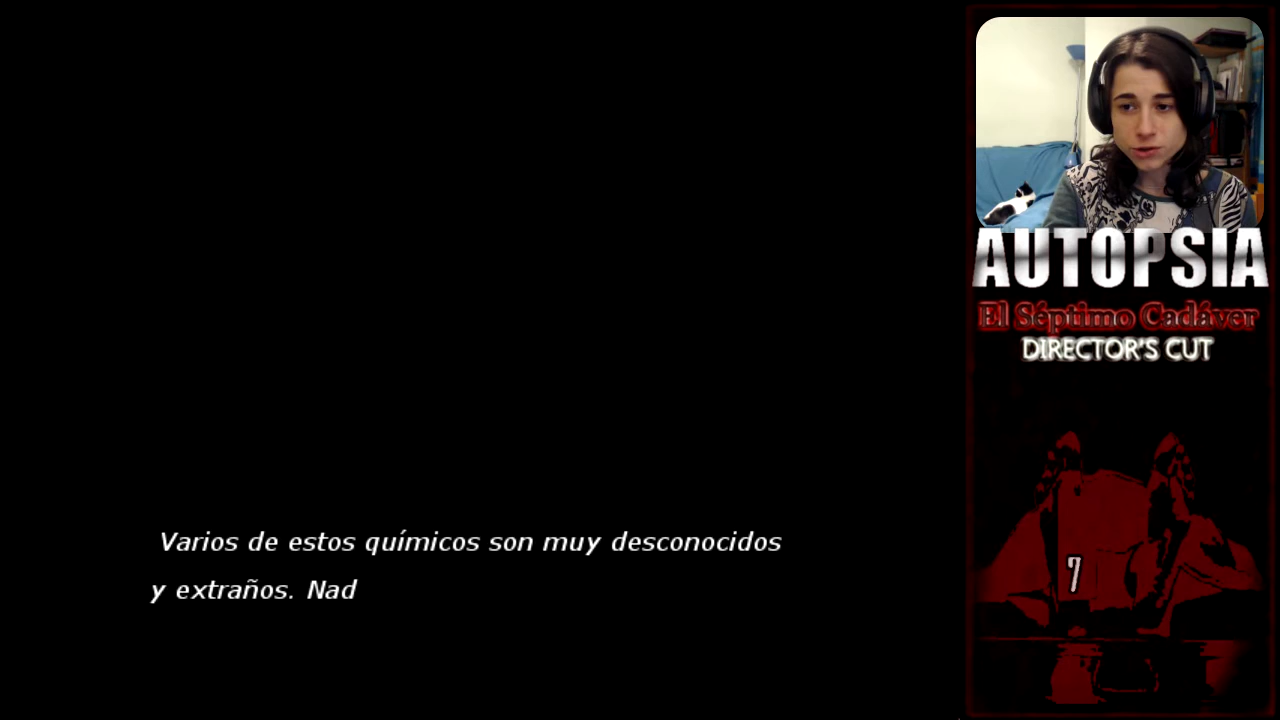 AUTOPSIA
El Séptimo Cadáver
DIRECTOR'S CUT
7
Varios de estos químicos son muy desconocidos
y extraños. Nad